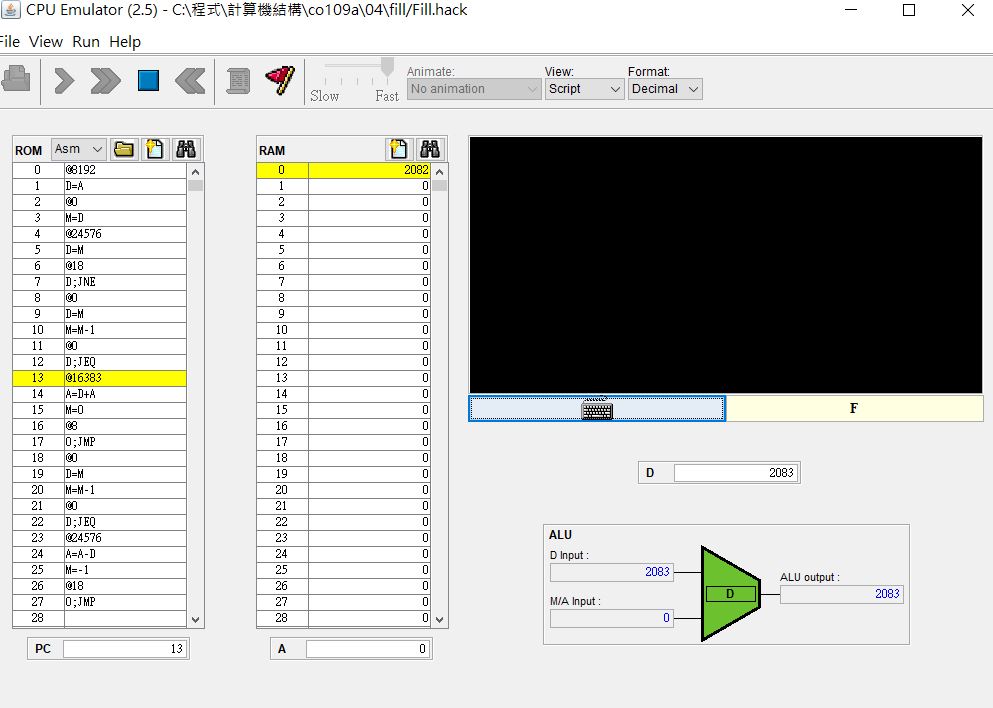 CPU Emulator (2.5) - C:\程式\計算機結構\co109a\04\fill/Fill.hack
File View Run Help
Slow Fast
Animate:
No animation
View:
Script
Format:
Decimal
ROM Asm
0 @8192
1 D=A
2 @0
3 M=D
4 @24576
5 D=M
6 @18
7 D;JNE
8 @0
9 D=M
10 M=M-1
11 @0
12 D;JEQ
13 @16383
14 A=D+A
15 M=0
16 @8
17 0;JMP
18 @0
19 D=M
20 M=M-1
21 @0
22 D;JEQ
23 @24576
24 A=A-D
25 M=-1
26 @18
27 0;JMP
28
PC 13
RAM
0 2082
1 0
2 0
3 0
4 0
5 0
6 0
7 0
8 0
9 0
10 0
11 0
12 0
13 0
14 0
15 0
16 0
17 0
18 0
19 0
20 0
21 0
22 0
23 0
24 0
25 0
26 0
27 0
28 0
A 0
F
D 2083
ALU
D Input :
2083
M/A Input :
0
D
ALU output :
2083